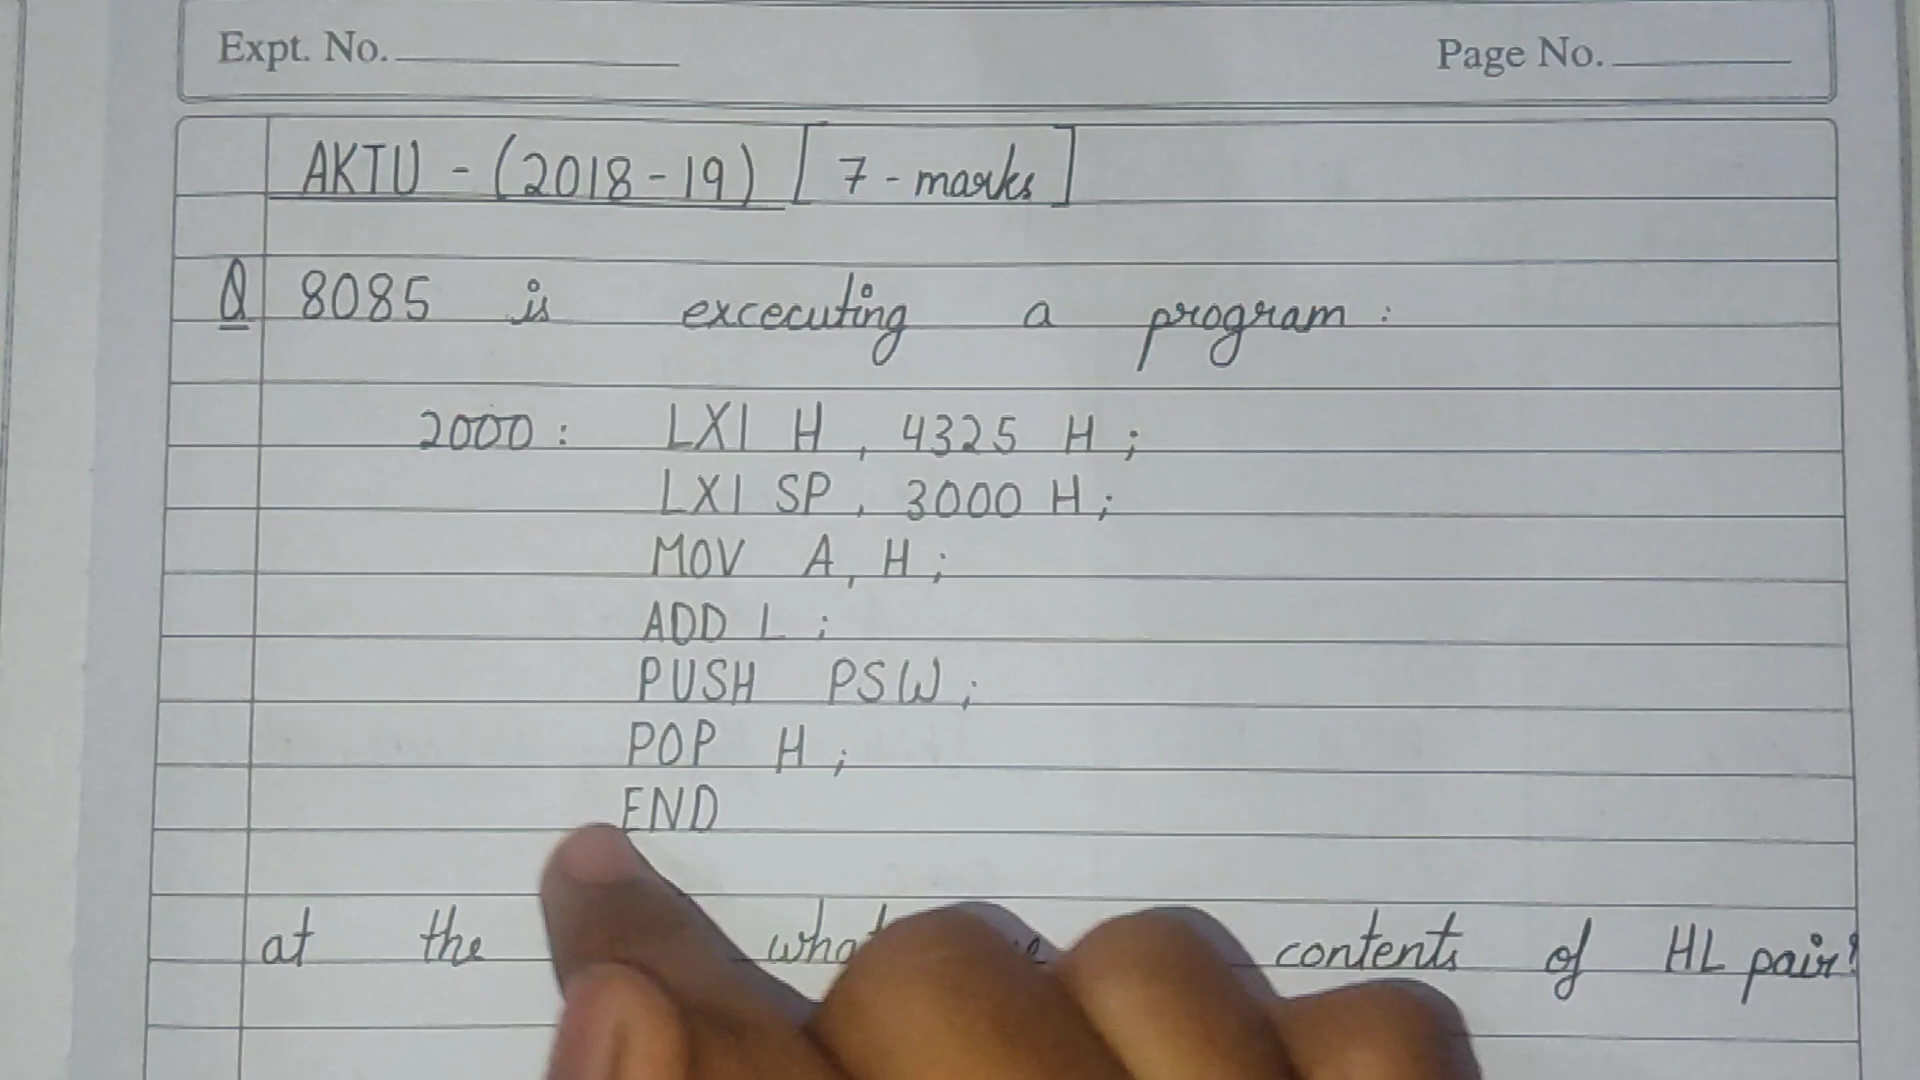 Expt. No.
Page No.
AKTU - (2018-19) [7-marks]
Q 8085 is excecuting a program:
2000: LXI H, 4325 H;
LXI SP, 3000 H;
MOV A, H;
ADD L;
PUSH PSW;
POP H;
END
at the contents of HL pair?